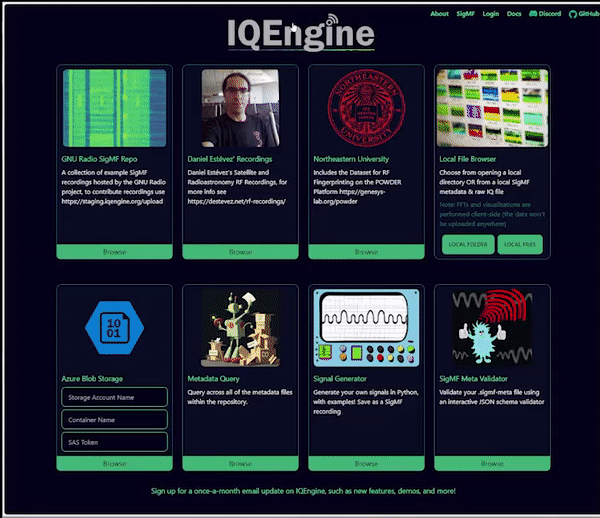 About SigMF Login Docs Discord GitHub
IQEngine
GNU Radio SigMF Repo
A collection of example SigMF
recordings hosted by the GNU Radio
project, to contribute recordings use
https://staging.iqengine.org/upload
Browse
Daniel Estévez' Recordings
Daniel Estévez's Satellite and
Radioastronomy RF Recordings, for
more info see
https://destevez.net/rf-recordings/
Browse
Northeastern University
Includes the Dataset for RF
Fingerprinting on the POWDER
Platform https://genesys-
lab.org/powder
Browse
Local File Browser
Choose from opening a local
directory OR from a local SigMF
metadata & raw IQ file
Note: FFTs and visualizations are
performed client-side (the data won't
be uploaded anywhere)
LOCAL FOLDER LOCAL FILES
10
01
Azure Blob Storage
Storage Account Name
Container Name
SAS Token
Browse
Metadata Query
Query across all of the metadata files
within the repository.
Browse
Signal Generator
Generate your own signals in Python,
with examples! Save as a SigMF
recording
Browse
SigMF Meta Validator
Validate your .sigmf-meta file using
an interactive JSON schema validator
Browse
Sign up for a once-a-month email update on IQEngine, such as new features, demos, and more!